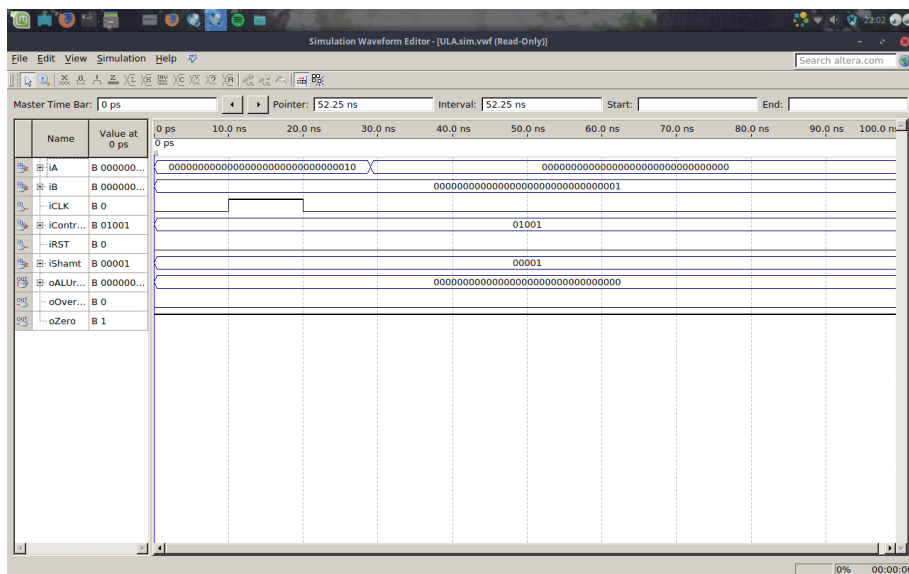 22:02
Simulation Waveform Editor - [ULA.sim.vwf (Read-Only)]
File Edit View Simulation Help
Search altera.com
Master Time Bar: 0 ps Pointer: 52.25 ns Interval: 52.25 ns Start: End:
Name Value at 0 ps
0 ps 10.0 ns 20.0 ns 30.0 ns 40.0 ns 50.0 ns 60.0 ns 70.0 ns 80.0 ns 90.0 ns 100.0 ns
0 ps
iA B 000000... 00000000000000000000000000000010 00000000000000000000000000000000
iB B 000000... 00000000000000000000000000000001
iCLK B 0
iContr... B 01001 01001
iRST B 0
iShamt B 00001 00001
oALUr... B 000000... 00000000000000000000000000000000
oOver... B 0
oZero B 1
0% 00:00:0